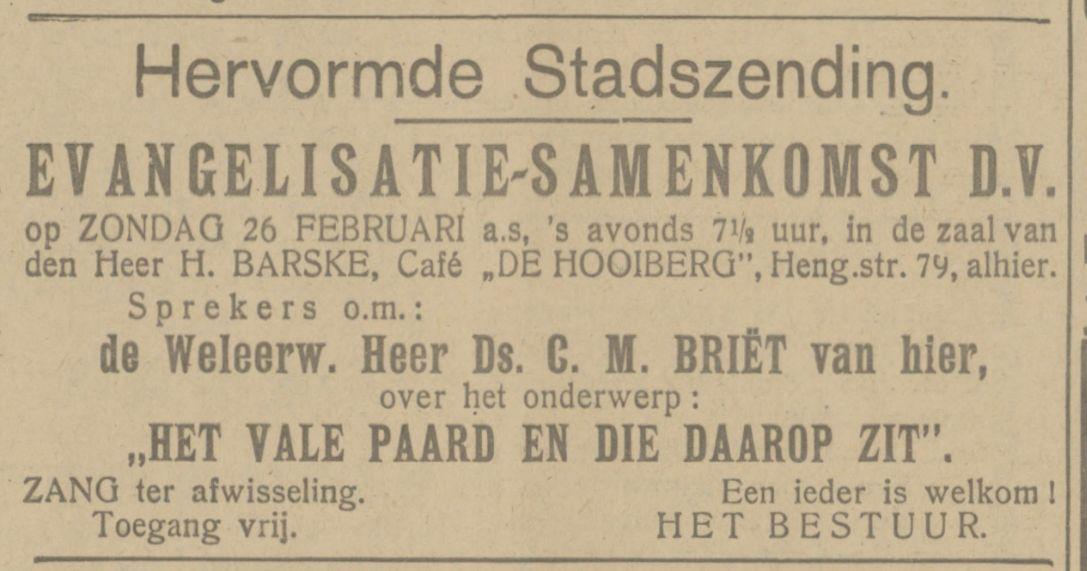 Hervormde Stadszending.
EVANGELISATIE-SAMENKOMST D.V.
op ZONDAG 26 FEBRUARI a.s, 's avonds 7½ uur, in de zaal van
den Heer H. BARSKE, Café „DE HOOIBERG”, Heng.str. 79, alhier.
Sprekers o.m.:
de Weleerw. Heer Ds. C. M. BRIËT van hier,
over het onderwerp:
„HET VALE PAARD EN DIE DAAROP ZIT”.
ZANG ter afwisseling. Een ieder is welkom!
Toegang vrij. HET BESTUUR.